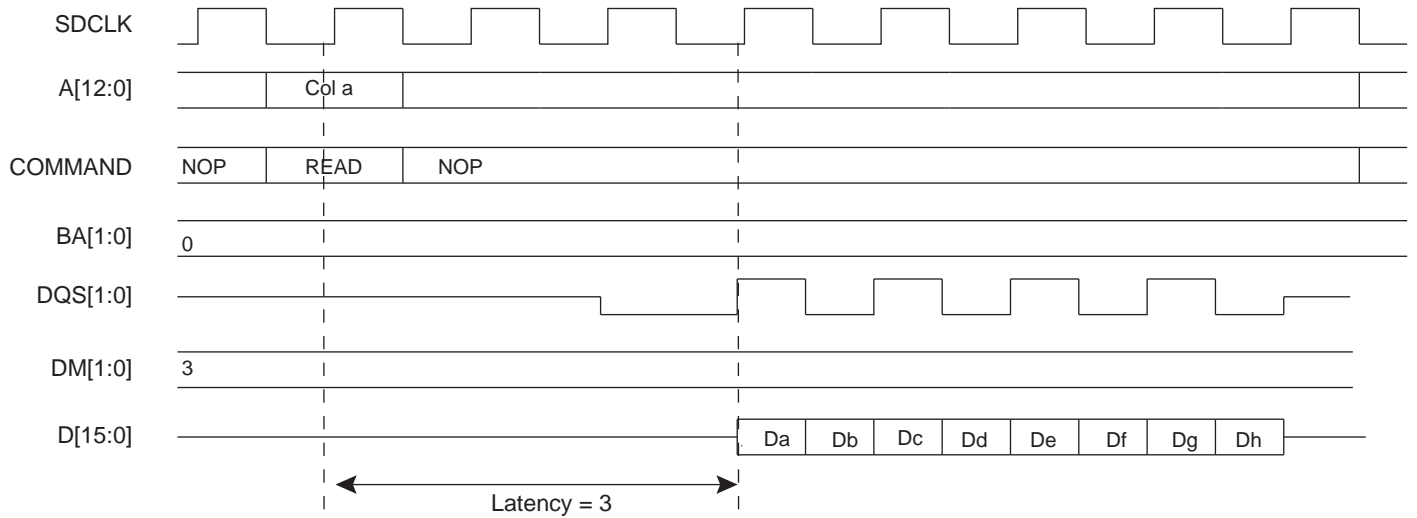 SDCLK
A[12:0] Col a
COMMAND NOP READ NOP
BA[1:0] 0
DQS[1:0]
DM[1:0] 3
D[15:0] Da Db Dc Dd De Df Dg Dh
Latency = 3